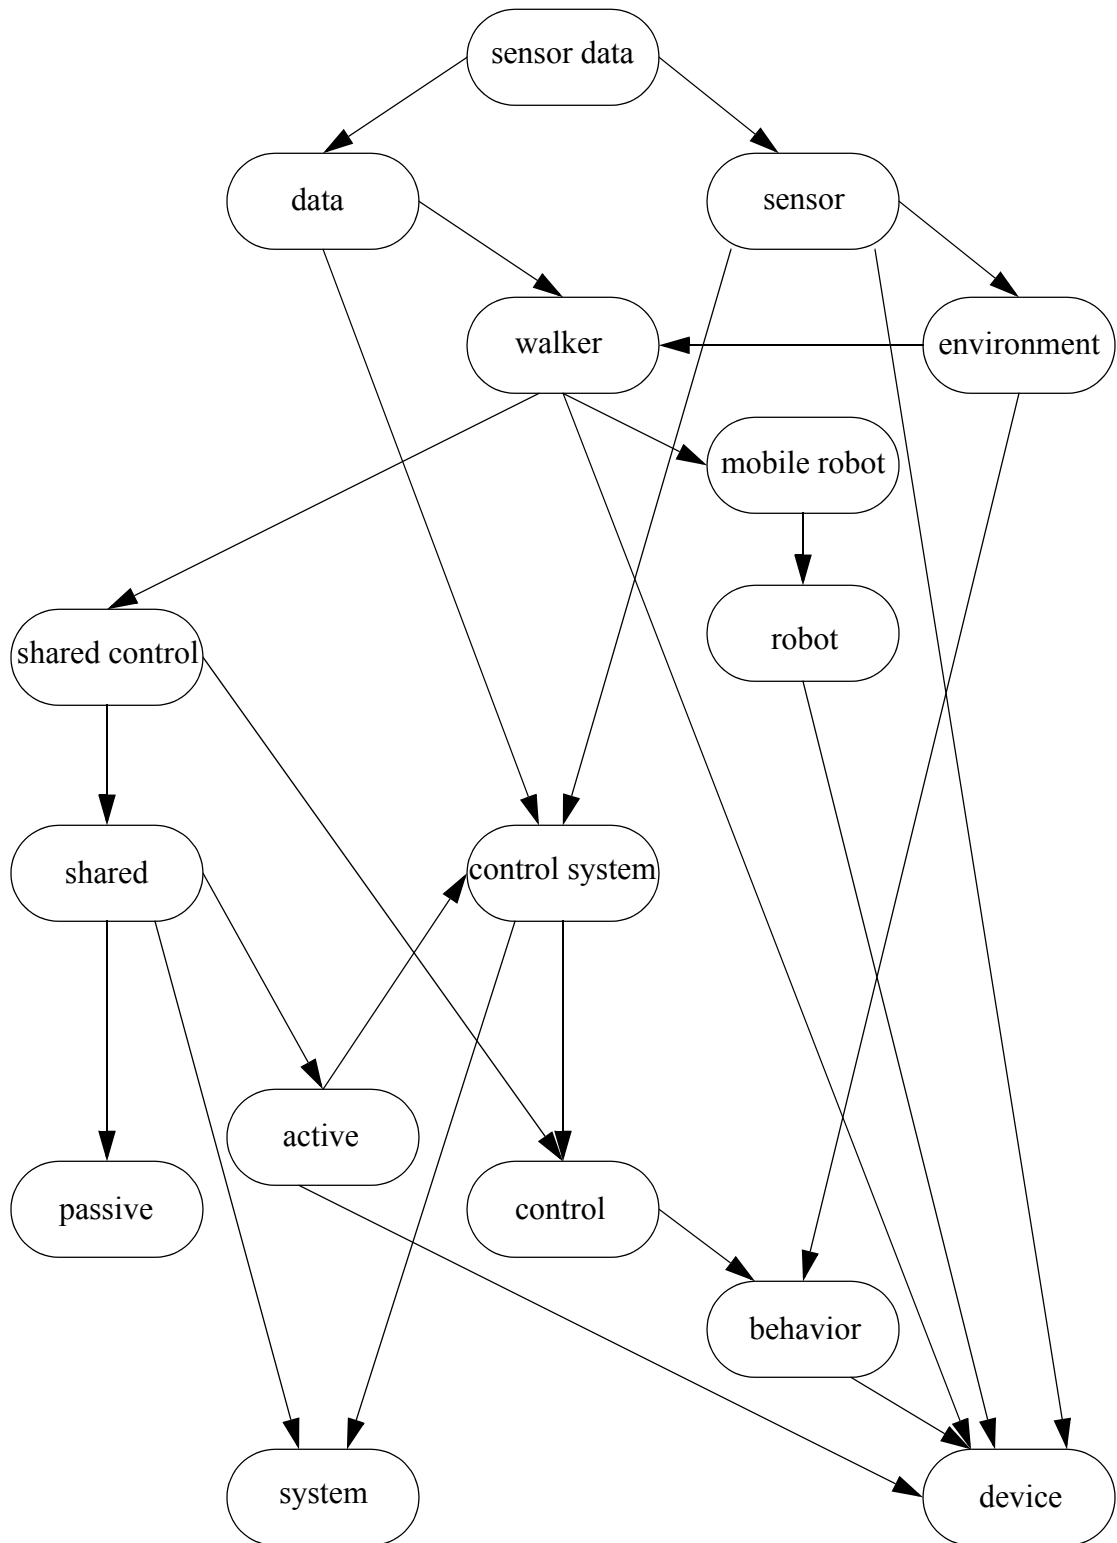 sensor data
data
sensor
walker
environment
mobile robot
robot
shared control
shared
control system
active
passive
control
behavior
system
device